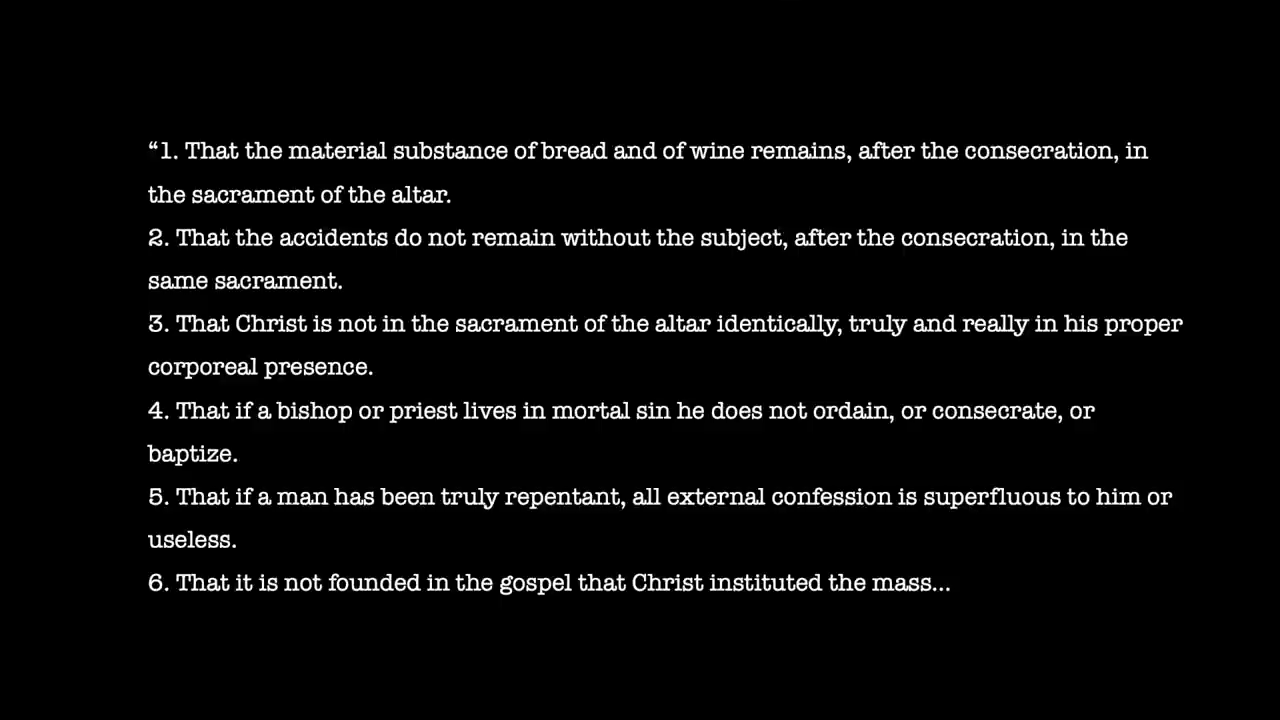 “1. That the material substance of bread and of wine remains, after the consecration, in
the sacrament of the altar.
2. That the accidents do not remain without the subject, after the consecration, in the
same sacrament.
3. That Christ is not in the sacrament of the altar identically, truly and really in his proper
corporeal presence.
4. That if a bishop or priest lives in mortal sin he does not ordain, or consecrate, or
baptize.
5. That if a man has been truly repentant, all external confession is superfluous to him or
useless.
6. That it is not founded in the gospel that Christ instituted the mass...